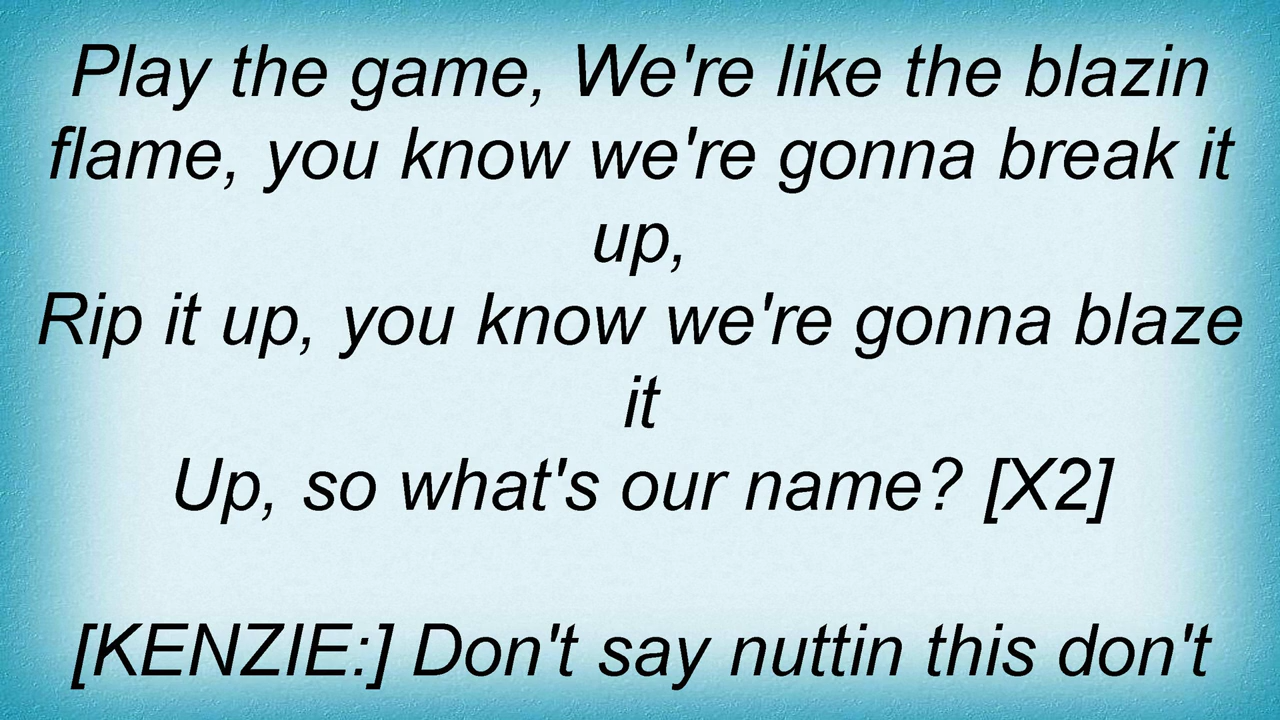 Play the game, We're like the blazin
flame, you know we're gonna break it
up,
Rip it up, you know we're gonna blaze
it
Up, so what's our name? [X2]
[KENZIE:] Don't say nuttin this don't